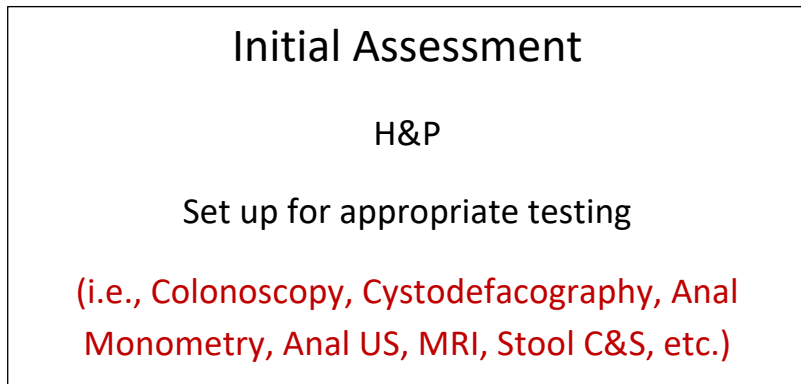 Initial Assessment
H&P
Set up for appropriate testing
(i.e., Colonoscopy, Cystodefacography, Anal
Monometry, Anal US, MRI, Stool C&S, etc.)